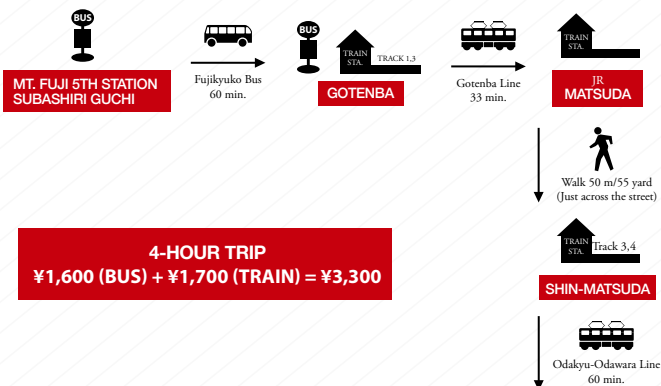 BUS
MT. FUJI 5TH STATION
SUBASHIRI GUCHI
Fujikyuko Bus
60 min.
BUS
TRAIN
STA.
TRACK 1,3
GOTENBA
Gotenba Line
33 min.
TRAIN
STA.
JR
MATSUDA
Walk 50 m/55 yard
(Just across the street)
4-HOUR TRIP
¥1,600 (BUS) + ¥1,700 (TRAIN) = ¥3,300
TRAIN
STA.
Track 3,4
SHIN-MATSUDA
Odakyu-Odawara Line
60 min.